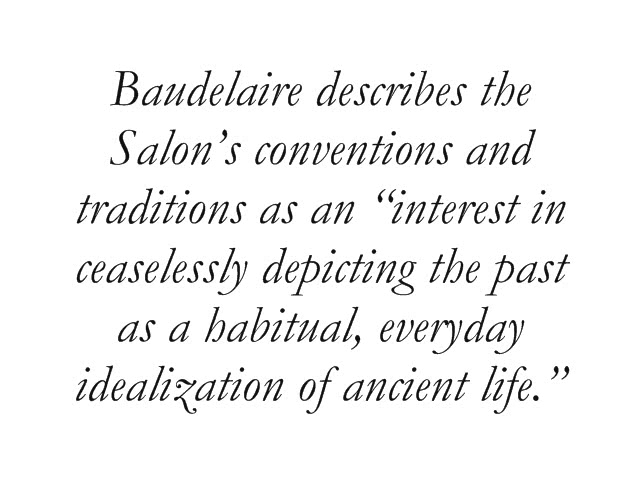 Baudelaire describes the
Salon’s conventions and
traditions as an “interest in
ceaselessly depicting the past
as a habitual, everyday
idealization of ancient life.”